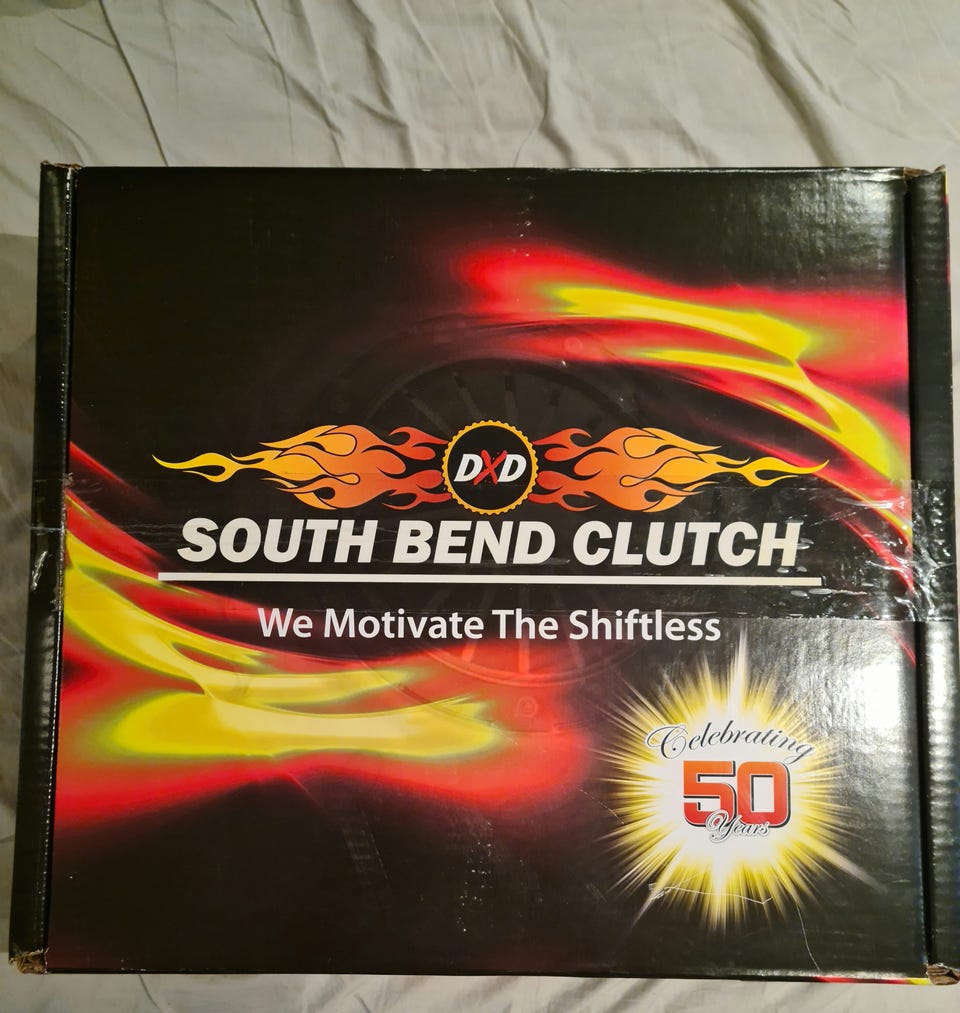 DXD
SOUTH BEND CLUTCH
We Motivate The Shiftless
Celebrating
50
Years